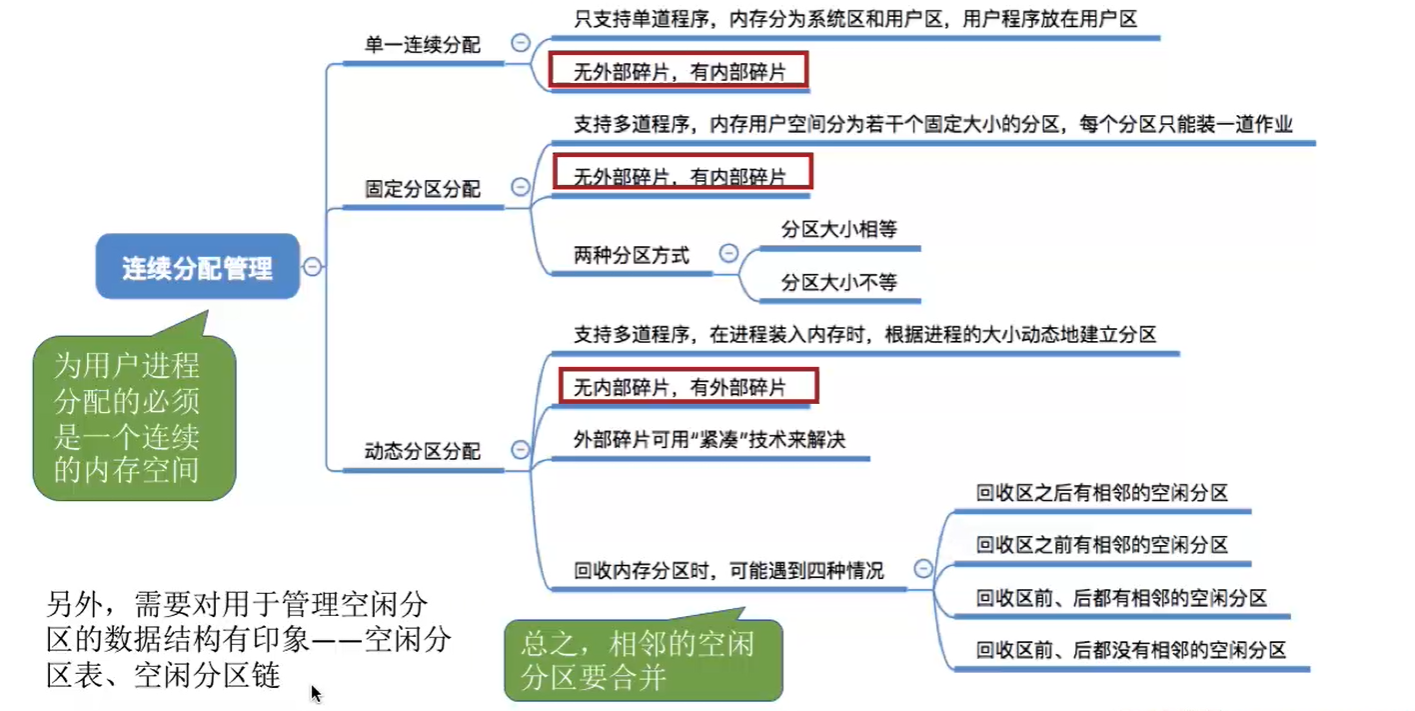 只支持单道程序，内存分为系统区和用户区，用户程序放在用户区
单一连续分配
无外部碎片，有内部碎片
支持多道程序，内存用户空间分为若干个固定大小的分区，每个分区只能装一道作业
无外部碎片，有内部碎片
固定分区分配
分区大小相等
两种分区方式
分区大小不等
连续分配管理
为用户进程
分配的必须
是一个连续
的内存空间
支持多道程序，在进程装入内存时，根据进程的大小动态地建立分区
无内部碎片，有外部碎片
外部碎片可用“紧凑”技术来解决
动态分区分配
回收区之后有相邻的空闲分区
回收区之前有相邻的空闲分区
回收内存分区时，可能遇到四种情况
回收区前、后都有相邻的空闲分区
回收区前、后都没有相邻的空闲分区
总之，相邻的空闲
分区要合并
另外，需要对用于管理空闲分
区的数据结构有印象——空闲分
区表、空闲分区链